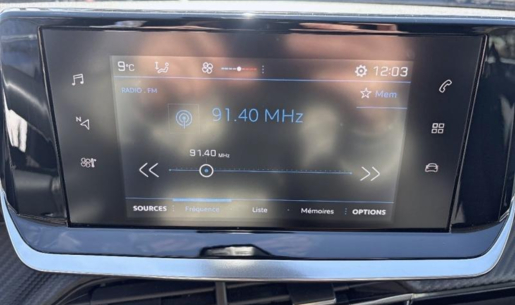 9°C
12:03
RADIO . FM
Mem
91.40 MHz
N
91.40 MHz
SOURCES Fréquence Liste Mémoires OPTIONS